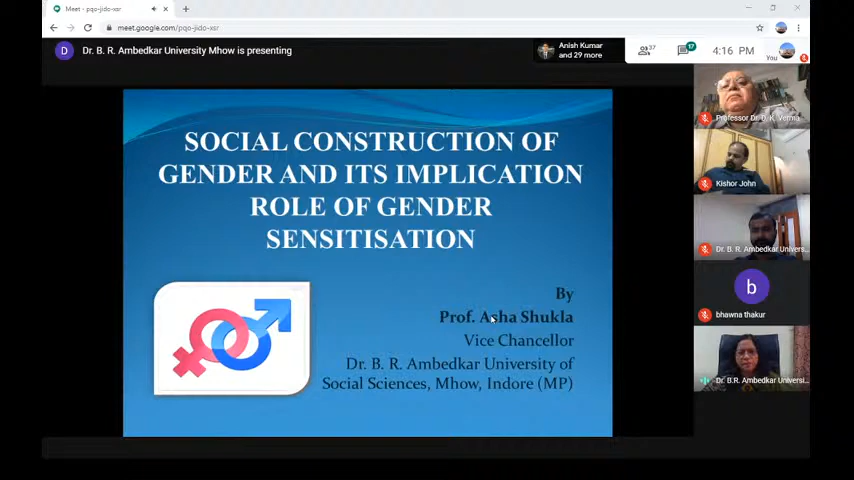 Meet - pqo-jido-xsr
meet.google.com/pqo-jido-xsr
D
Dr. B. R. Ambedkar University Mhow is presenting
Anish Kumar
and 29 more
37
17
4:16 PM
You
SOCIAL CONSTRUCTION OF
GENDER AND ITS IMPLICATION
ROLE OF GENDER
SENSITISATION
By
Prof. Asha Shukla
Vice Chancellor
Dr. B. R. Ambedkar University of
Social Sciences, Mhow, Indore (MP)
Professor Dr. B. K. Verma
Kishor John
Dr. B. R. Ambedkar Univers...
b
bhawna thakur
Dr. B.R. Ambedkar Universi...